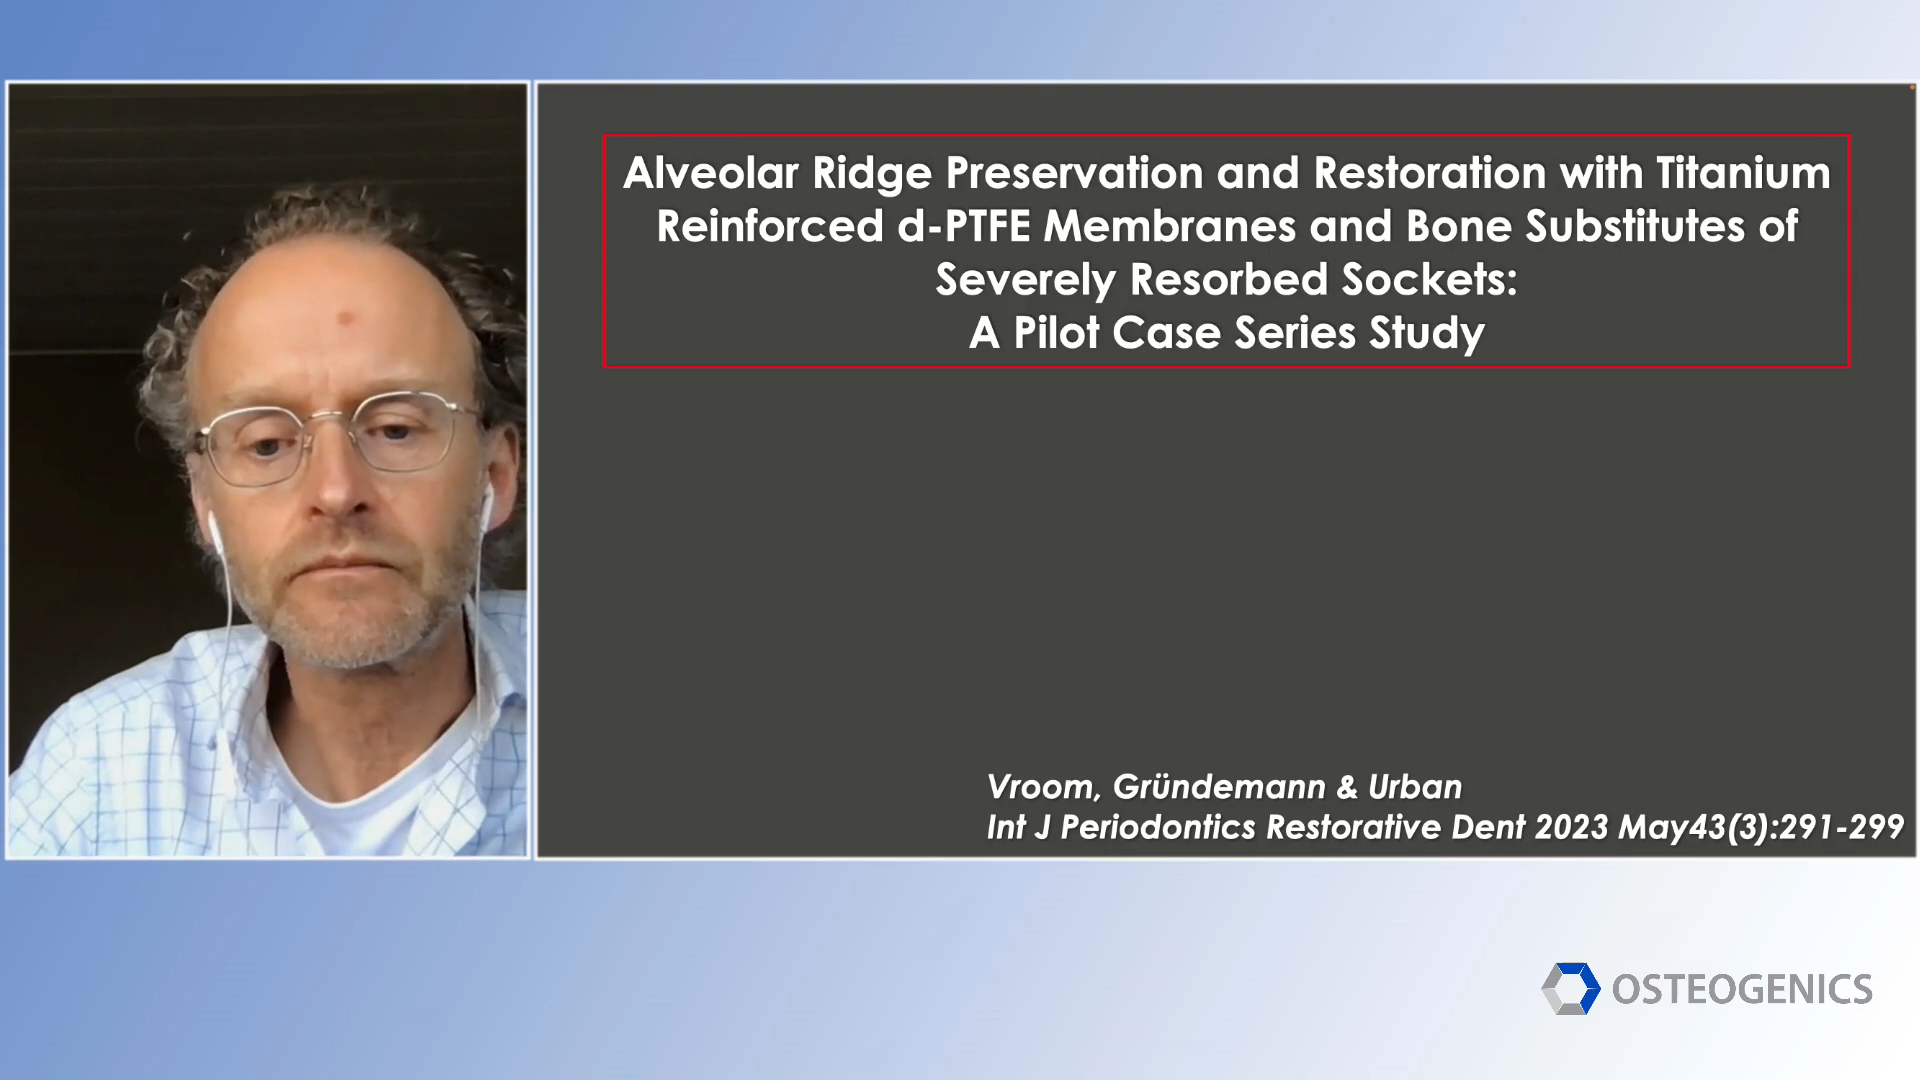 Alveolar Ridge Preservation and Restoration with Titanium
Reinforced d-PTFE Membranes and Bone Substitutes of
Severely Resorbed Sockets:
A Pilot Case Series Study
Vroom, Gründemann & Urban
Int J Periodontics Restorative Dent 2023 May43(3):291-299
OSTEOGENICS